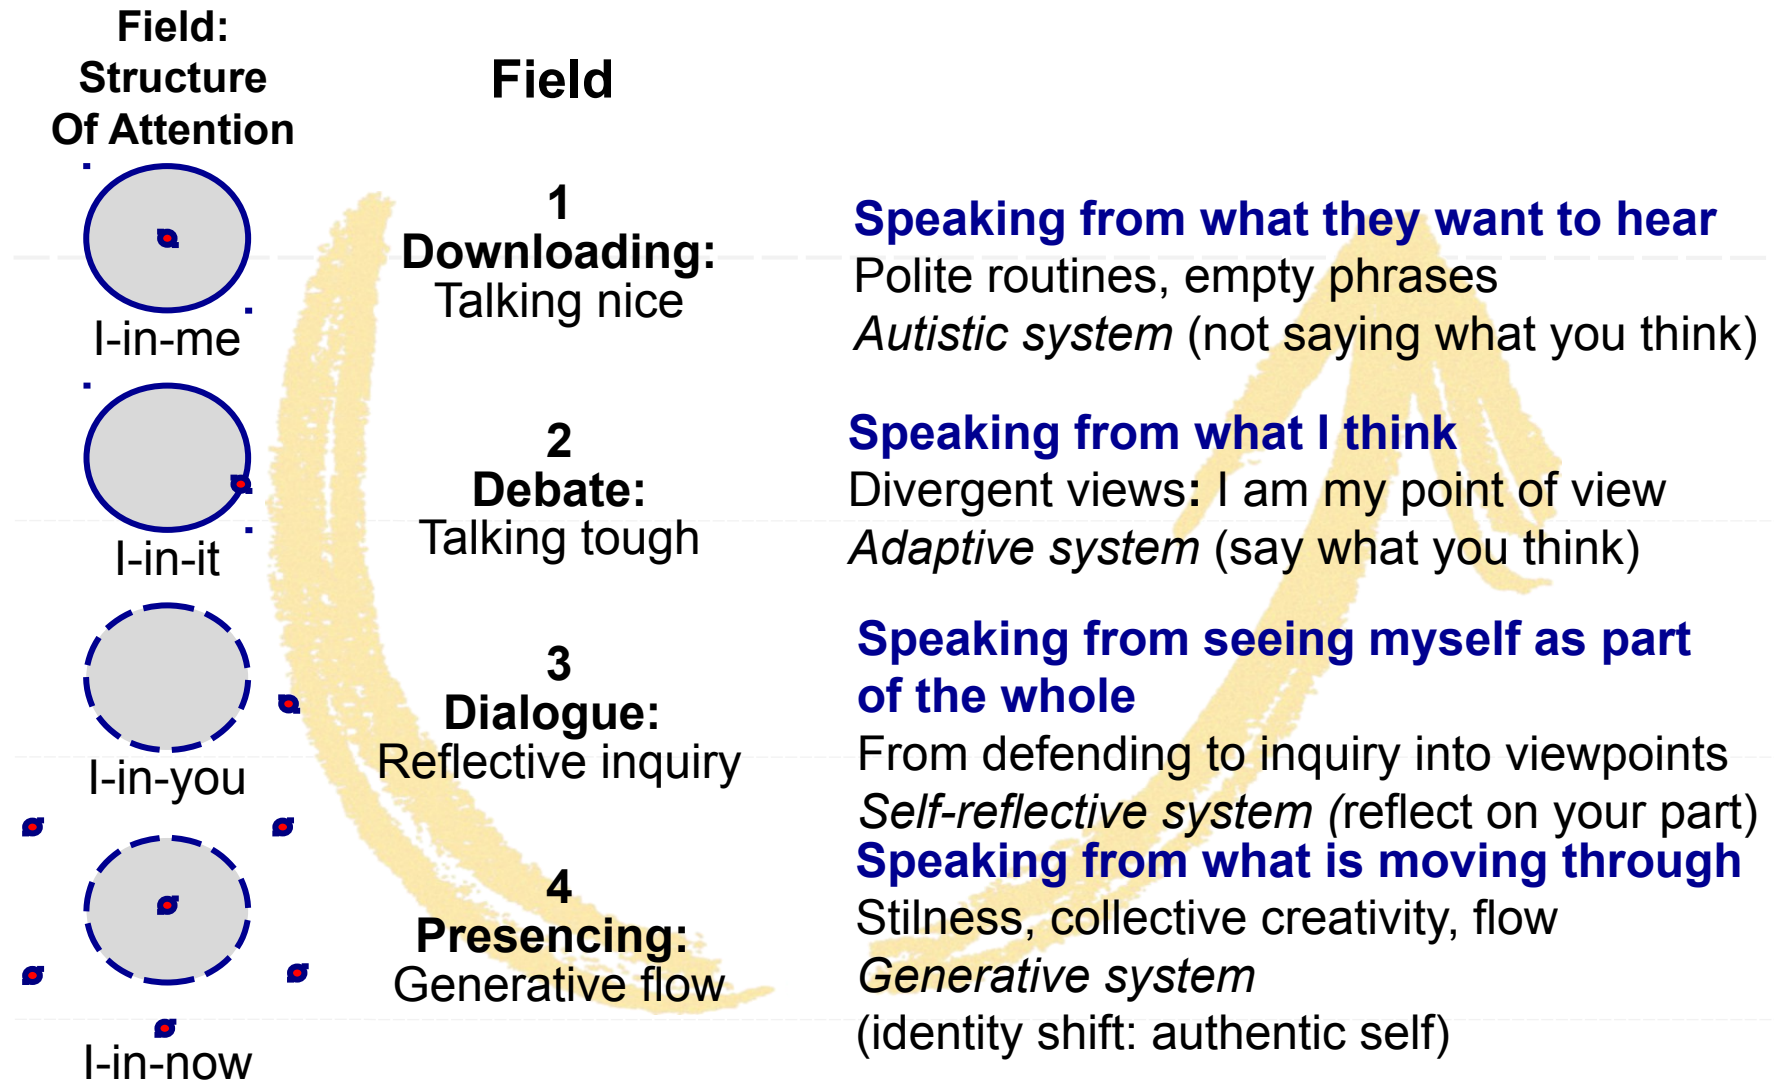 Field:
Structure
Of Attention
Field
I-in-me
1
Downloading:
Talking nice
Speaking from what they want to hear
Polite routines, empty phrases
Autistic system (not saying what you think)
I-in-it
2
Debate:
Talking tough
Speaking from what I think
Divergent views: I am my point of view
Adaptive system (say what you think)
I-in-you
3
Dialogue:
Reflective inquiry
Speaking from seeing myself as part
of the whole
From defending to inquiry into viewpoints
Self-reflective system (reflect on your part)
I-in-now
4
Presencing:
Generative flow
Speaking from what is moving through
Stilness, collective creativity, flow
Generative system
(identity shift: authentic self)